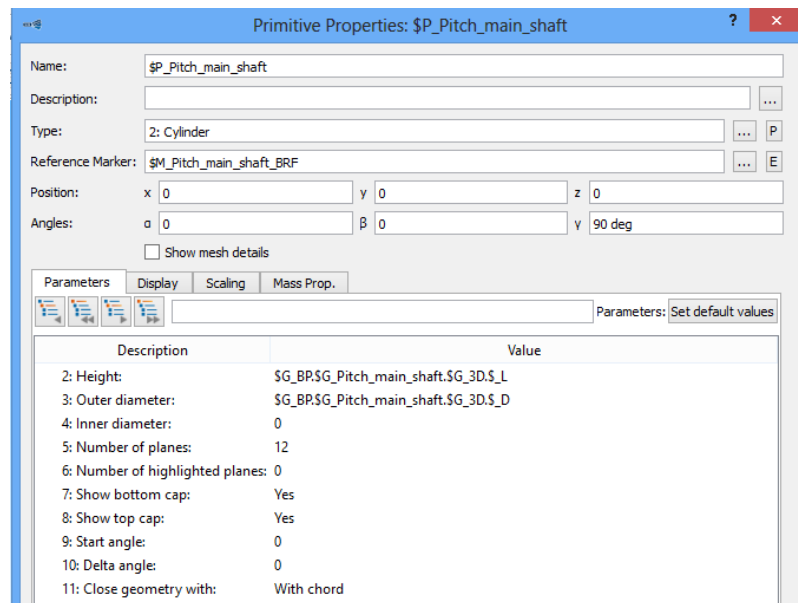 Primitive Properties: $P_Pitch_main_shaft ? ×
Name: $P_Pitch_main_shaft
Description: ...
Type: 2: Cylinder ... P
Reference Marker: $M_Pitch_main_shaft_BRF ... E
Position: x 0 y 0 z 0
Angles: α 0 β 0 γ 90 deg
Show mesh details
Parameters Display Scaling Mass Prop.
Parameters: Set default values
Description Value
2: Height: $G_BP.$G_Pitch_main_shaft.$G_3D.$_L
3: Outer diameter: $G_BP.$G_Pitch_main_shaft.$G_3D.$_D
4: Inner diameter: 0
5: Number of planes: 12
6: Number of highlighted planes: 0
7: Show bottom cap: Yes
8: Show top cap: Yes
9: Start angle: 0
10: Delta angle: 0
11: Close geometry with: With chord